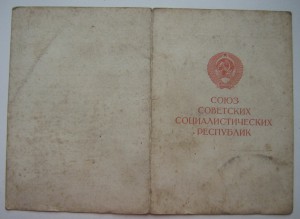 СОЮЗ
СОВЕТСКИХ
СОЦИАЛИСТИЧЕСКИХ
РЕСПУБЛИК